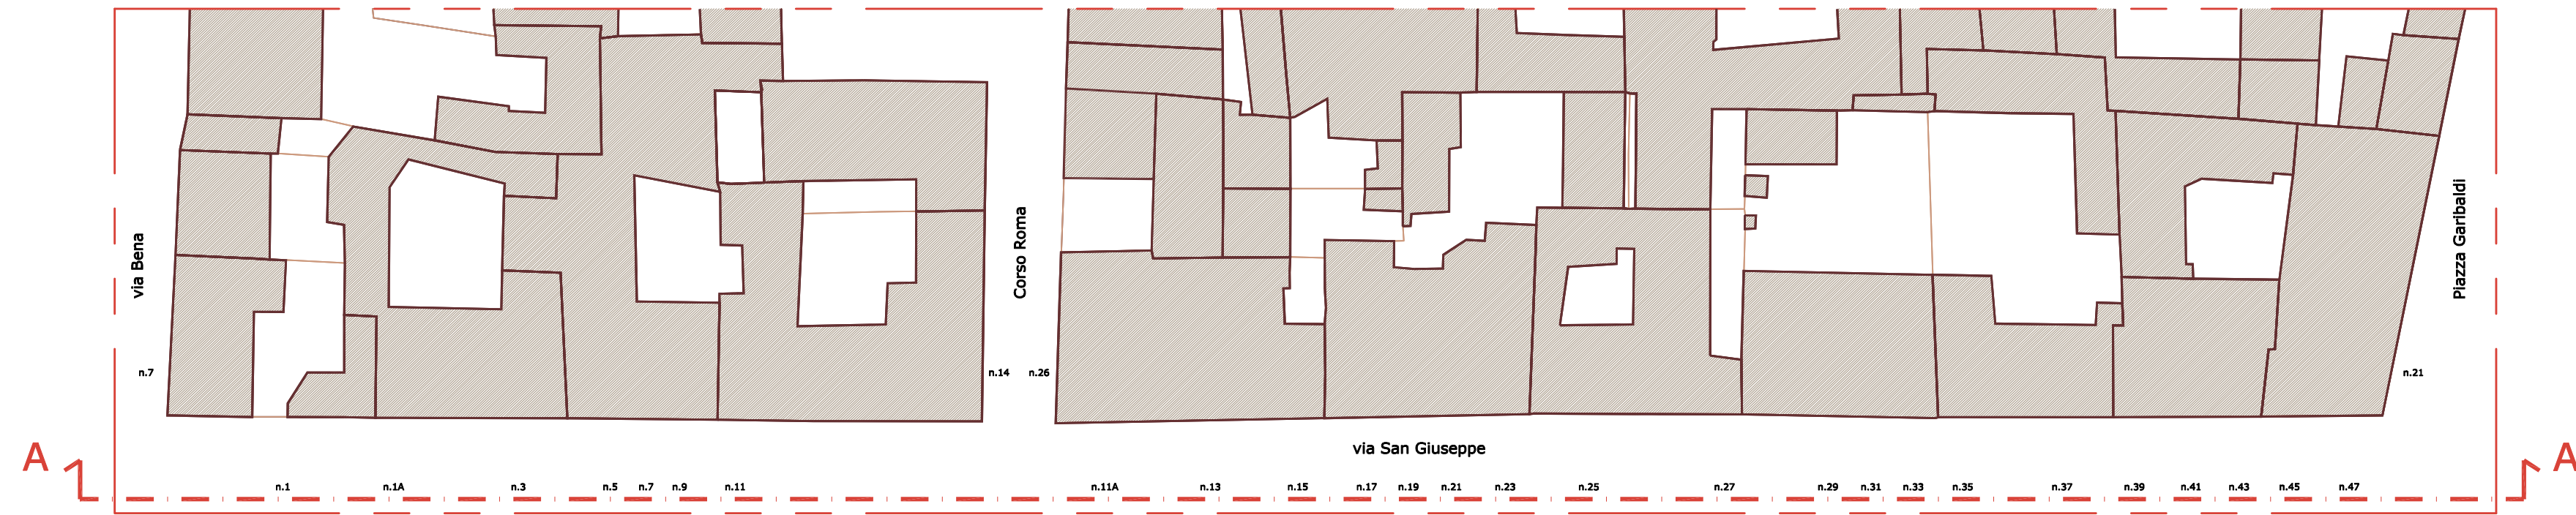 via Bena
Corso Roma
Piazza Garibaldi
n.7
n.14
n.26
n.21
via San Giuseppe
A
A
n.1
n.1A
n.3
n.5
n.7
n.9
n.11
n.11A
n.13
n.15
n.17
n.19
n.21
n.23
n.25
n.27
n.29
n.31
n.33
n.35
n.37
n.39
n.41
n.43
n.45
n.47